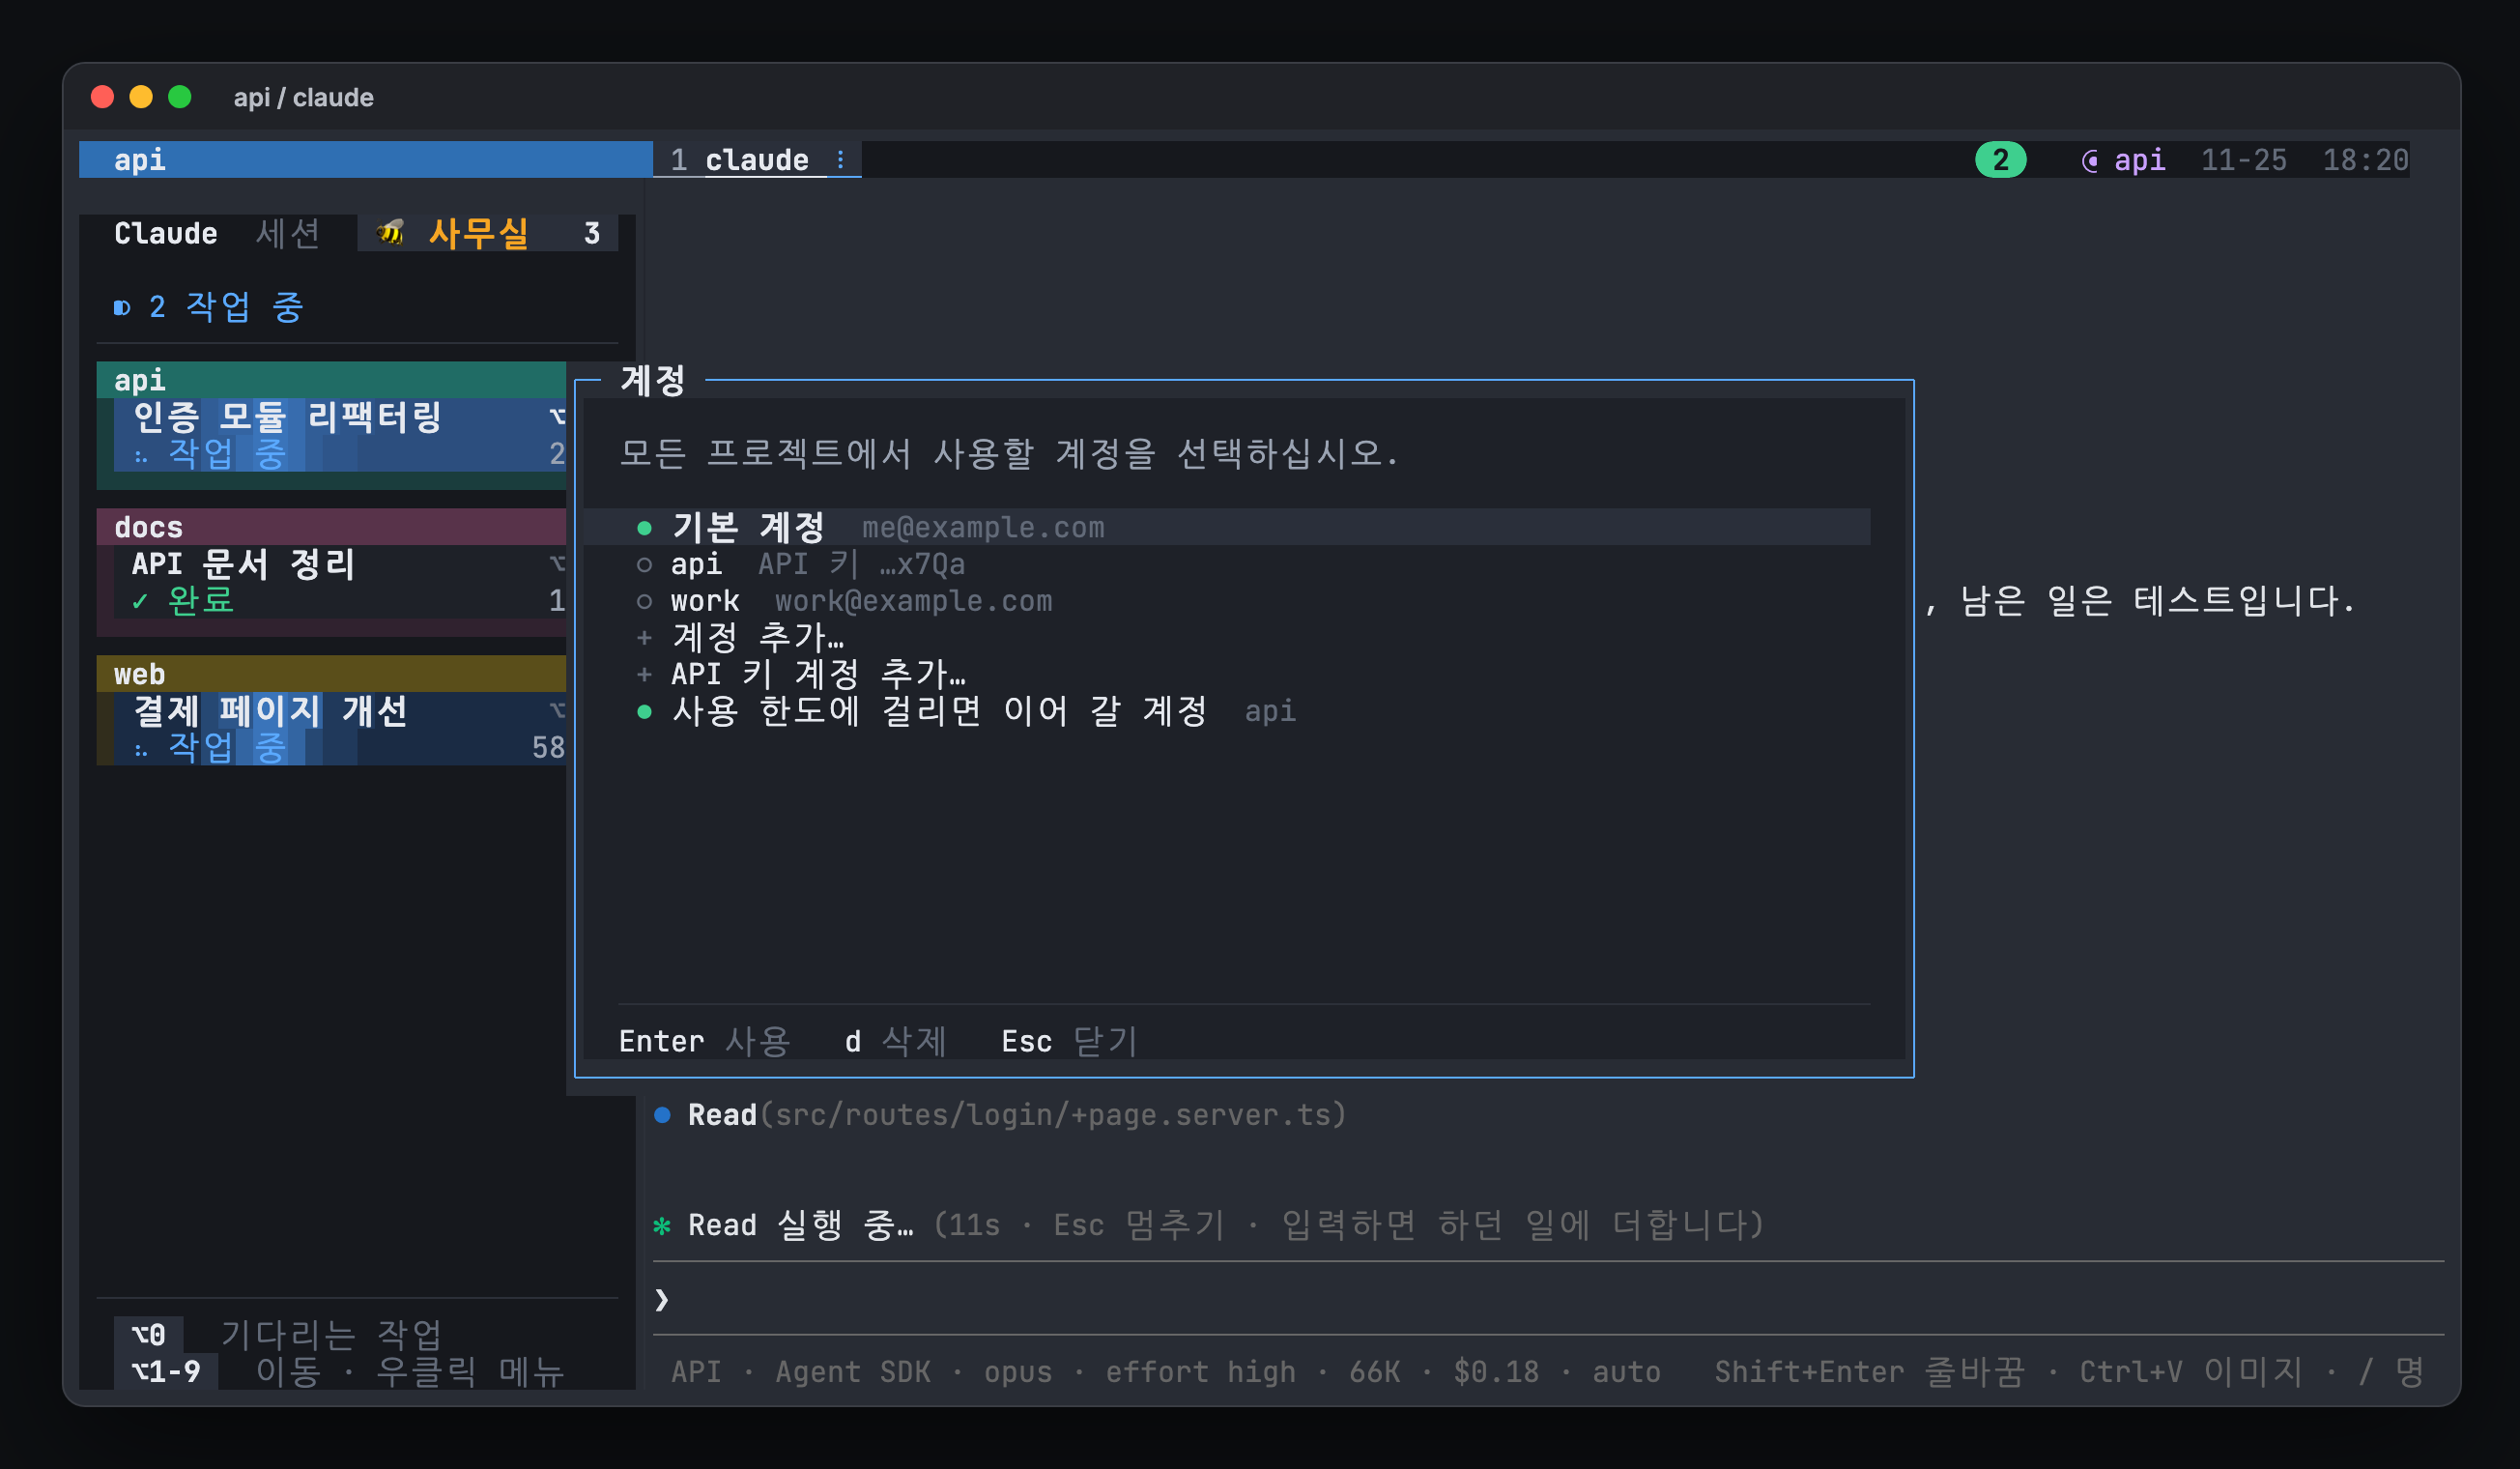 api / claude
api
1 claude ⋮
2 api 11-25 18:20
Claude 세션 🐝 사무실 3
2 작업 중
api
인증 모듈 리팩터링 ⌥
작업 중 2
docs
API 문서 정리 ⌥
✓ 완료 1
web
결제 페이지 개선 ⌥
작업 중 58
계정
모든 프로젝트에서 사용할 계정을 선택하십시오.
● 기본 계정 me@example.com
○ api API 키 …x7Qa
○ work work@example.com
+ 계정 추가…
+ API 키 계정 추가…
● 사용 한도에 걸리면 이어 갈 계정 api
Enter 사용 d 삭제 Esc 닫기
, 남은 일은 테스트입니다.
● Read(src/routes/login/+page.server.ts)
✻ Read 실행 중… (11s · Esc 멈추기 · 입력하면 하던 일에 더합니다)
❯
API · Agent SDK · opus · effort high · 66K · $0.18 · auto Shift+Enter 줄바꿈 · Ctrl+V 이미지 · / 명
⌥0 기다리는 작업
⌥1-9 이동 · 우클릭 메뉴